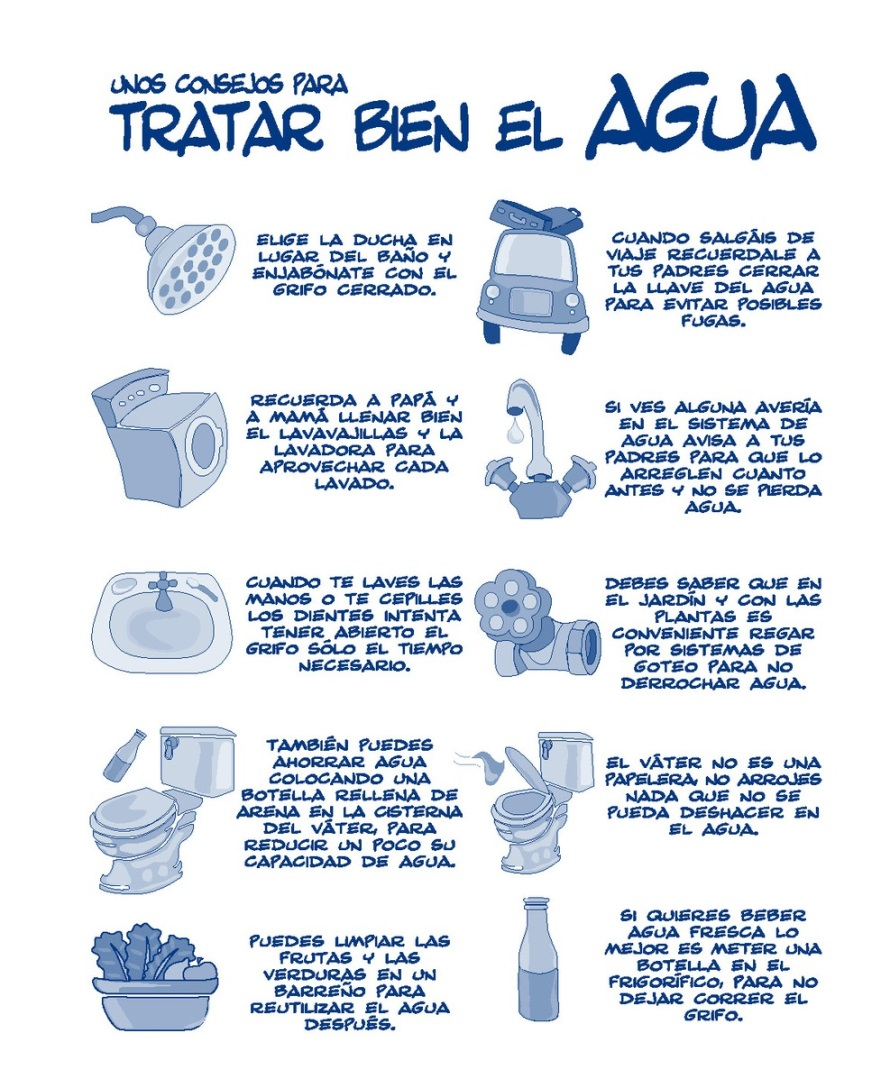 UNOS CONSEJOS PARA
TRATAR BIEN EL AGUA
ELIGE LA DUCHA EN
LUGAR DEL BAÑO Y
ENJABÓNATE CON EL
GRIFO CERRADO.
CUANDO SALGÁIS DE
VIAJE RECUERDALE A
TUS PADRES CERRAR
LA LLAVE DEL AGUA
PARA EVITAR POSIBLES
FUGAS.
RECUERDA A PAPÁ Y
A MAMÁ LLENAR BIEN
EL LAVAVAJILLAS Y LA
LAVADORA PARA
APROVECHAR CADA
LAVADO.
SI VES ALGUNA AVERÍA
EN EL SISTEMA DE
AGUA AVISA A TUS
PADRES PARA QUE LO
ARREGLEN CUANTO
ANTES Y NO SE PIERDA
AGUA.
CUANDO TE LAVES LAS
MANOS O TE CEPILLES
LOS DIENTES INTENTA
TENER ABIERTO EL
GRIFO SÓLO EL TIEMPO
NECESARIO.
DEBES SABER QUE EN
EL JARDÍN Y CON LAS
PLANTAS ES
CONVENIENTE REGAR
POR SISTEMAS DE
GOTEO PARA NO
DERROCHAR AGUA.
TAMBIÉN PUEDES
AHORRAR AGUA
COLOCANDO UNA
BOTELLA RELLENA DE
ARENA EN LA CISTERNA
DEL VÁTER, PARA
REDUCIR UN POCO SU
CAPACIDAD DE AGUA.
EL VÁTER NO ES UNA
PAPELERA, NO ARROJES
NADA QUE NO SE
PUEDA DESHACER EN
EL AGUA.
PUEDES LIMPIAR LAS
FRUTAS Y LAS
VERDURAS EN UN
BARREÑO PARA
REUTILIZAR EL AGUA
DESPUÉS.
SI QUIERES BEBER
AGUA FRESCA LO
MEJOR ES METER UNA
BOTELLA EN EL
FRIGORÍFICO, PARA NO
DEJAR CORRER EL
GRIFO.